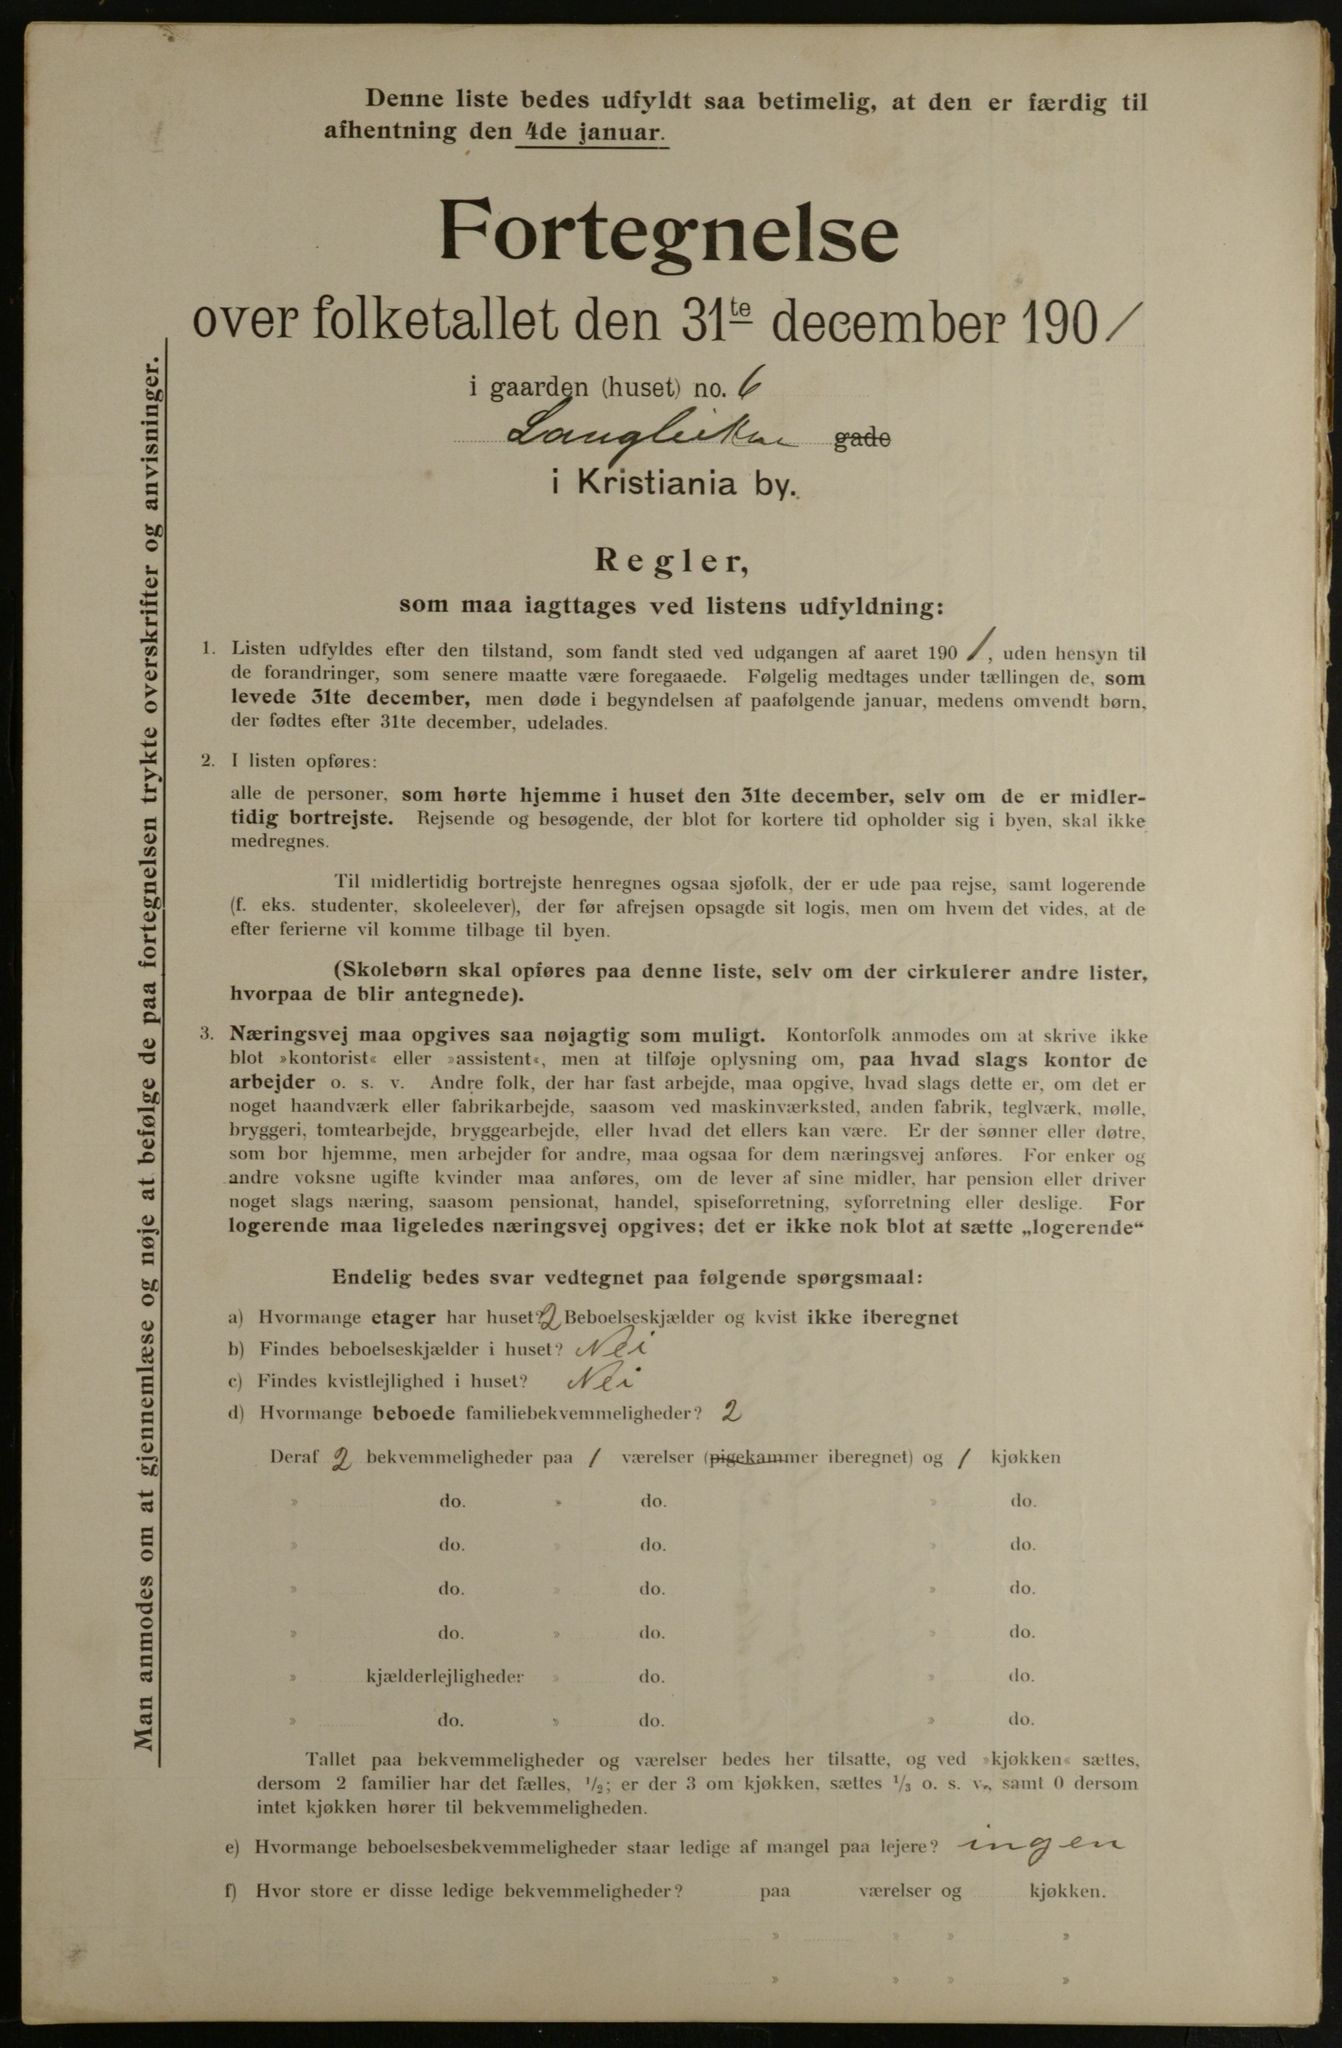 Denne liste bedes udfyldt saa betimelig, at den er færdig til
afhentning den 4de januar.
Fortegnelse
over folketallet den 31te december 1901
i gaarden (huset) no. 6
Langleiken gade
i Kristiania by.
Regler,
som maa iagttages ved listens udfyldning:
1. Listen udfyldes efter den tilstand, som fandt sted ved udgangen af aaret 1901, uden hensyn til
de forandringer, som senere maatte være foregaaede. Følgelig medtages under tællingen de, som
levede 31te december, men døde i begyndelsen af paafølgende januar, medens omvendt børn,
der fødtes efter 31te december, udelades.
2. I listen opføres:
alle de personer, som hørte hjemme i huset den 31te december, selv om de er midler-
tidig bortrejste. Rejsende og besøgende, der blot for kortere tid opholder sig i byen, skal ikke
medregnes.
Til midlertidig bortrejste henregnes ogsaa sjøfolk, der er ude paa rejse, samt logerende
(f. eks. studenter, skoleelever), der før afrejsen opsagde sit logis, men om hvem det vides, at de
efter ferierne vil komme tilbage til byen.
(Skolebørn skal opføres paa denne liste, selv om der cirkulerer andre lister,
hvorpaa de blir antegnede).
3. Næringsvej maa opgives saa nøjagtig som muligt. Kontorfolk anmodes om at skrive ikke
blot »kontorist« eller »assistent«, men at tilføje oplysning om, paa hvad slags kontor de
arbejder o. s. v. Andre folk, der har fast arbejde, maa opgive, hvad slags dette er, om det er
noget haandværk eller fabrikarbejde, saasom ved maskinværksted, anden fabrik, teglværk, mølle,
bryggeri, tomtearbejde, bryggearbejde, eller hvad det ellers kan være. Er der sønner eller døtre,
som bor hjemme, men arbejder for andre, maa ogsaa for dem næringsvej anføres. For enker og
andre voksne ugifte kvinder maa anføres, om de lever af sine midler, har pension eller driver
noget slags næring, saasom pensionat, handel, spiseforretning, syforretning eller deslige. For
logerende maa ligeledes næringsvej opgives; det er ikke nok blot at sætte „logerende“
Endelig bedes svar vedtegnet paa følgende spørgsmaal:
a) Hvormange etager har huset? 2 Beboelseskjælder og kvist ikke iberegnet
b) Findes beboelseskjælder i huset? Nei
c) Findes kvistlejlighed i huset? Nei
d) Hvormange beboede familiebekvemmeligheder? 2
Deraf 2 bekvemmeligheder paa 1 værelser (pigekammer iberegnet) og 1 kjøkken
» do. » do. » do.
» do. » do. » do.
» do. » do. » do.
» do. » do. » do.
» kjælderlejligheder » do. » do.
» do. » do. » do.
Tallet paa bekvemmeligheder og værelser bedes her tilsatte, og ved »kjøkken« sættes,
dersom 2 familier har det fælles, 1/2; er der 3 om kjøkken, sættes 1/3 o. s. v., samt 0 dersom
intet kjøkken hører til bekvemmeligheden.
e) Hvormange beboelsesbekvemmeligheder staar ledige af mangel paa lejere? ingen
f) Hvor store er disse ledige bekvemmeligheder? paa værelser og kjøkken.
» » » »
» » » »
Man anmodes om at gjennemlæse og nøje at befølge de paa fortegnelsen trykte overskrifter og anvisninger.